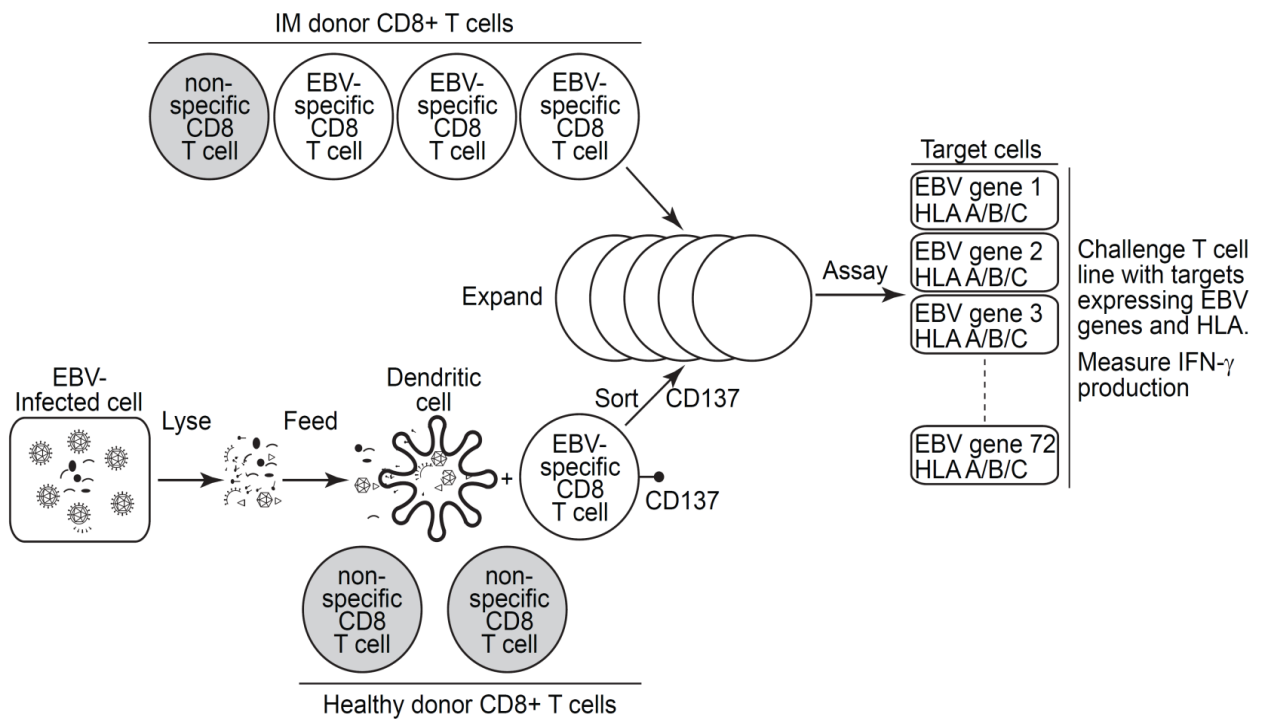 IM donor CD8+ T cells
non-
specific
CD8
T cell
EBV-
specific
CD8
T cell
EBV-
specific
CD8
T cell
EBV-
specific
CD8
T cell
Expand
Assay
Target cells
EBV gene 1
HLA A/B/C
EBV gene 2
HLA A/B/C
EBV gene 3
HLA A/B/C
EBV gene 72
HLA A/B/C
Challenge T cell
line with targets
expressing EBV
genes and HLA.
Measure IFN-γ
production
EBV-
Infected cell
Lyse
Feed
Dendritic
cell
+
EBV-
specific
CD8
T cell
Sort
CD137
CD137
non-
specific
CD8
T cell
non-
specific
CD8
T cell
Healthy donor CD8+ T cells